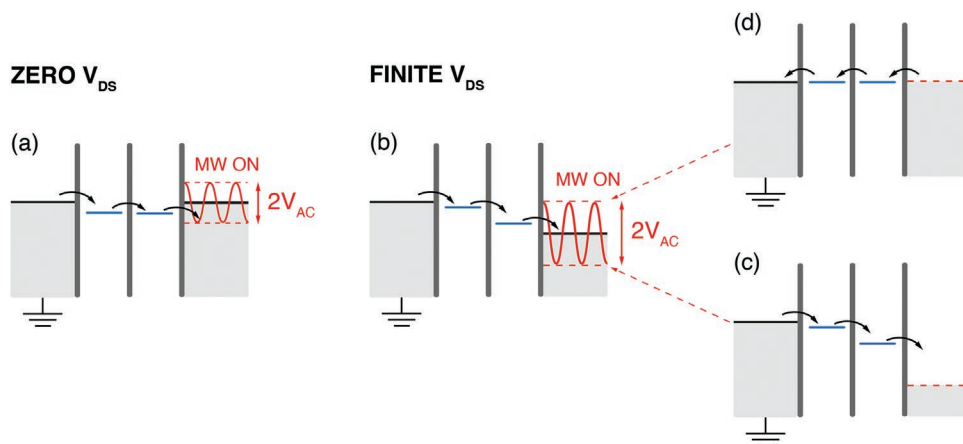 ZERO V_DS
(a)
MW ON
2V_AC
FINITE V_DS
(b)
MW ON
2V_AC
(d)
(c)